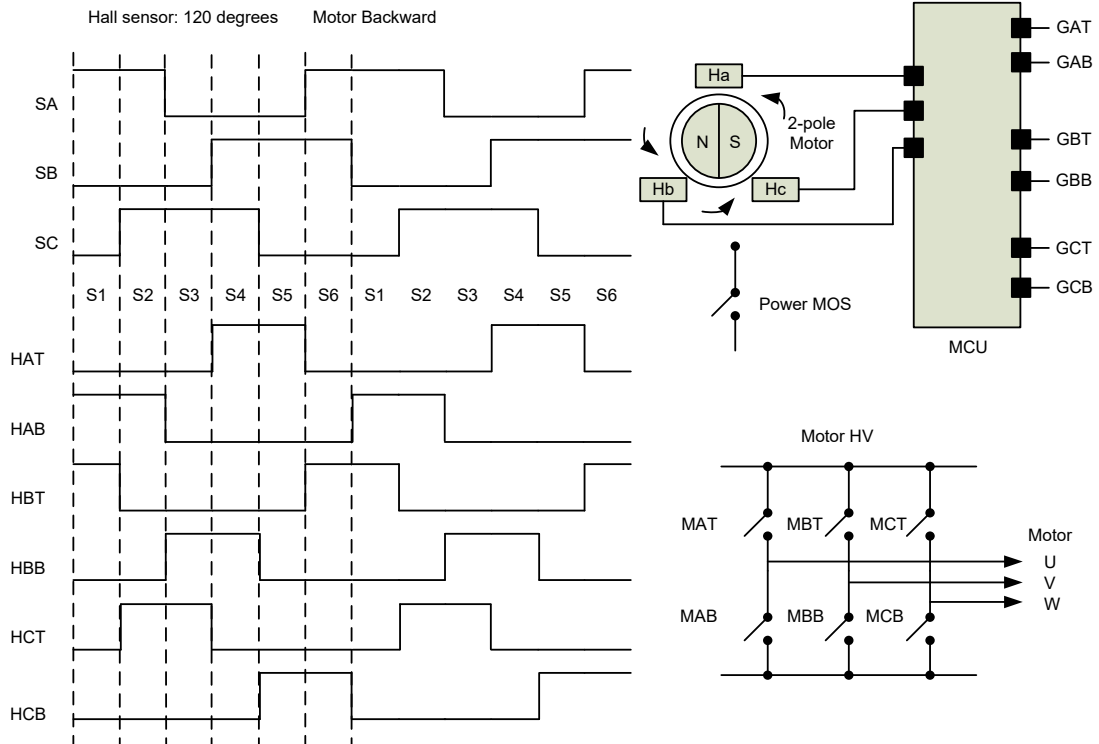 Hall sensor: 120 degrees Motor Backward
SA
SB
SC
S1 S2 S3 S4 S5 S6 S1 S2 S3 S4 S5 S6
HAT
HAB
HBT
HBB
HCT
HCB
Ha
N S
2-pole
Motor
Hb
Hc
Power MOS
GAT
GAB
GBT
GBB
GCT
GCB
MCU
Motor HV
MAT MBT MCT
Motor
U
V
W
MAB MBB MCB